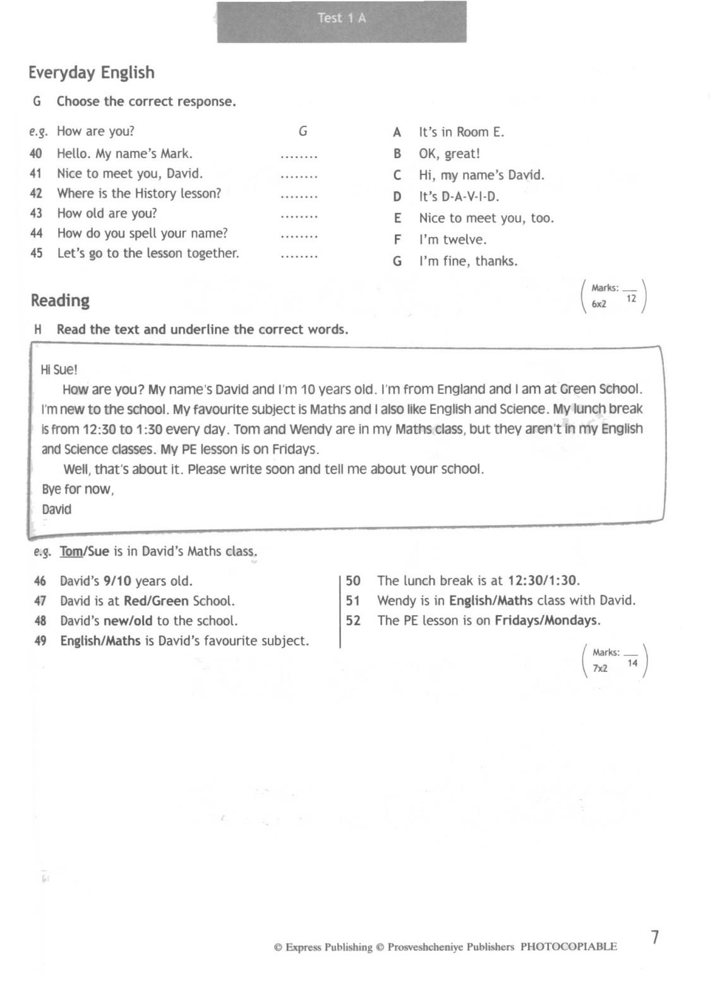 Test 1 A
Everyday English
G Choose the correct response.
e.g. How are you? G
40 Hello. My name's Mark. ........
41 Nice to meet you, David. ........
42 Where is the History lesson? ........
43 How old are you? ........
44 How do you spell your name? ........
45 Let's go to the lesson together. ........
A It's in Room E.
B OK, great!
C Hi, my name's David.
D It's D-A-V-I-D.
E Nice to meet you, too.
F I'm twelve.
G I'm fine, thanks.
Marks: __
6x2 12
Reading
H Read the text and underline the correct words.
Hi Sue!
How are you? My name's David and I'm 10 years old. I'm from England and I am at Green School.
I'm new to the school. My favourite subject is Maths and I also like English and Science. My lunch break
is from 12:30 to 1:30 every day. Tom and Wendy are in my Maths class, but they aren't in my English
and Science classes. My PE lesson is on Fridays.
Well, that's about it. Please write soon and tell me about your school.
Bye for now,
David
e.g. Tom/Sue is in David's Maths class.
46 David's 9/10 years old.
47 David is at Red/Green School.
48 David's new/old to the school.
49 English/Maths is David's favourite subject.
50 The lunch break is at 12:30/1:30.
51 Wendy is in English/Maths class with David.
52 The PE lesson is on Fridays/Mondays.
Marks: __
7x2 14
7
© Express Publishing © Prosveshcheniye Publishers PHOTOCOPIABLE